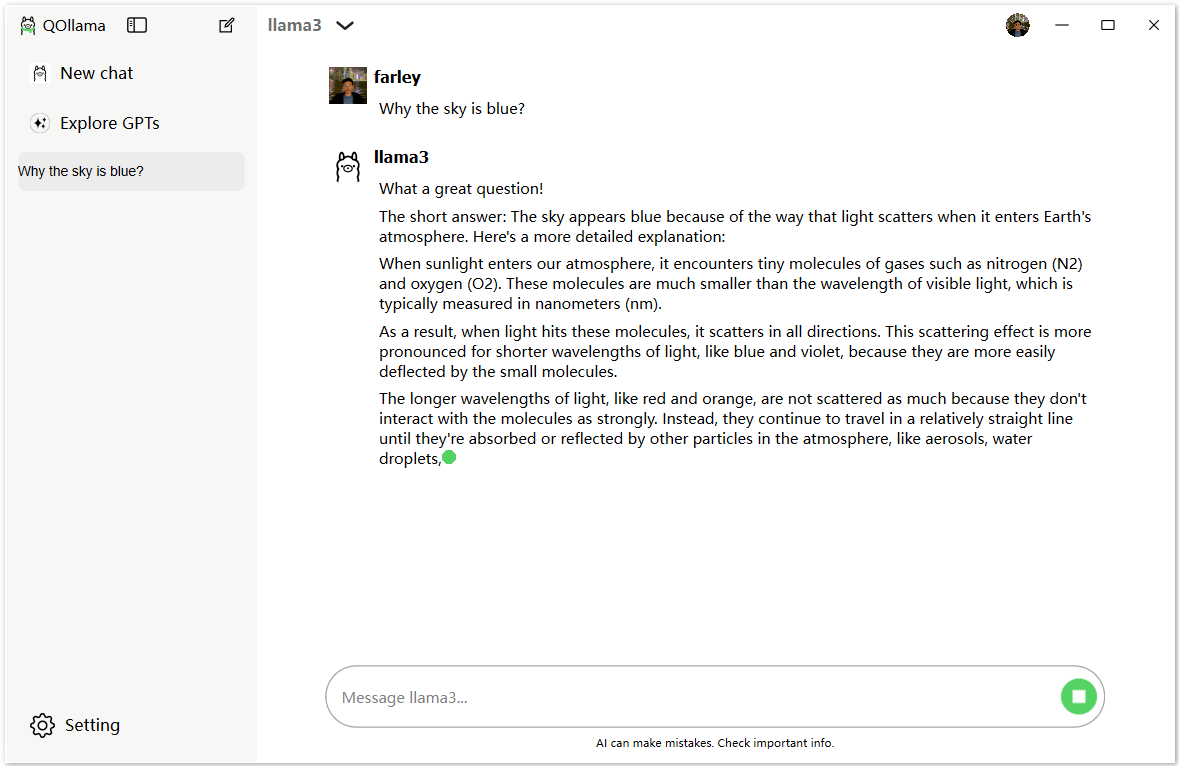 QOllama
llama3
New chat
Explore GPTs
Why the sky is blue?
Setting
farley
Why the sky is blue?
llama3
What a great question!
The short answer: The sky appears blue because of the way that light scatters when it enters Earth's
atmosphere. Here's a more detailed explanation:
When sunlight enters our atmosphere, it encounters tiny molecules of gases such as nitrogen (N2)
and oxygen (O2). These molecules are much smaller than the wavelength of visible light, which is
typically measured in nanometers (nm).
As a result, when light hits these molecules, it scatters in all directions. This scattering effect is more
pronounced for shorter wavelengths of light, like blue and violet, because they are more easily
deflected by the small molecules.
The longer wavelengths of light, like red and orange, are not scattered as much because they don't
interact with the molecules as strongly. Instead, they continue to travel in a relatively straight line
until they're absorbed or reflected by other particles in the atmosphere, like aerosols, water
droplets,
Message llama3...
AI can make mistakes. Check important info.